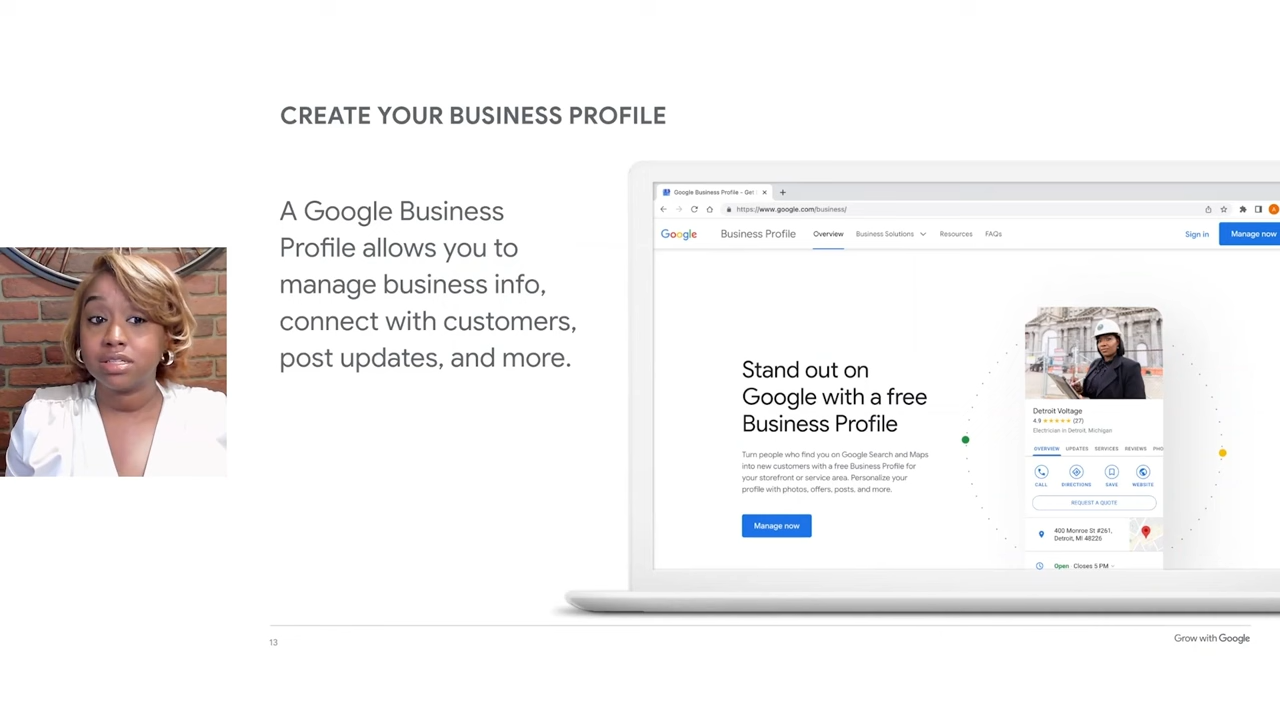 CREATE YOUR BUSINESS PROFILE
A Google Business
Profile allows you to
manage business info,
connect with customers,
post updates, and more.
Google Business Profile - Get
https://www.google.com/business/
Google Business Profile Overview Business Solutions Resources FAQs Sign in Manage now
Stand out on
Google with a free
Business Profile
Turn people who find you on Google Search and Maps
into new customers with a free Business Profile for
your storefront or service area. Personalize your
profile with photos, offers, posts, and more.
Manage now
Detroit Voltage
4.9 (27)
Electrician in Detroit, Michigan
OVERVIEW UPDATES SERVICES REVIEWS PHO
CALL DIRECTIONS SAVE WEBSITE
REQUEST A QUOTE
400 Monroe St #261,
Detroit, MI 48226
Open Closes 5 PM
13
Grow with Google